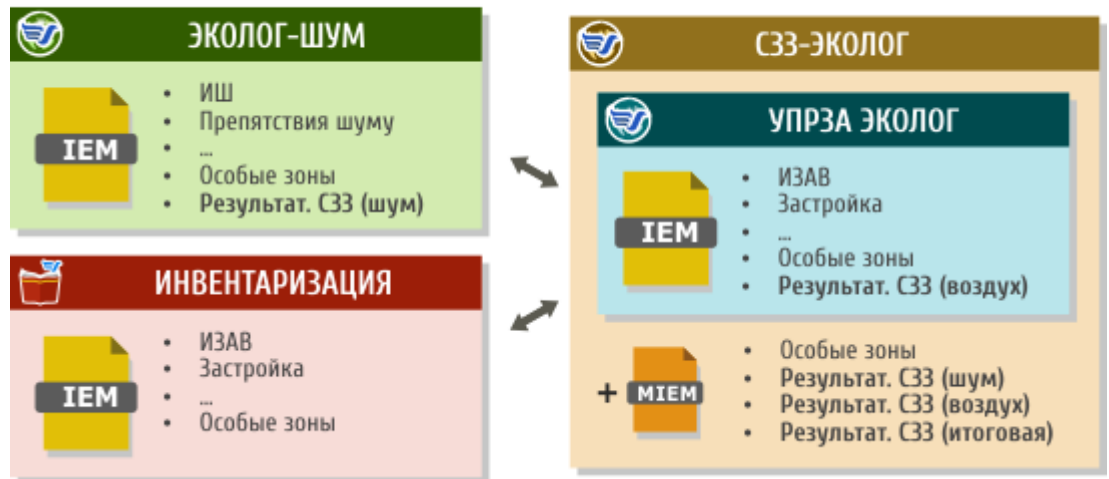 ЭКОЛОГ-ШУМ
IEM
• ИШ
• Препятствия шуму
• ...
• Особые зоны
• Результат. СЗЗ (шум)
ИНВЕНТАРИЗАЦИЯ
IEM
• ИЗАВ
• Застройка
• ...
• Особые зоны
СЗЗ-ЭКОЛОГ
УПРЗА ЭКОЛОГ
IEM
• ИЗАВ
• Застройка
• ...
• Особые зоны
• Результат. СЗЗ (воздух)
+ MIEM
• Особые зоны
• Результат. СЗЗ (шум)
• Результат. СЗЗ (воздух)
• Результат. СЗЗ (итоговая)